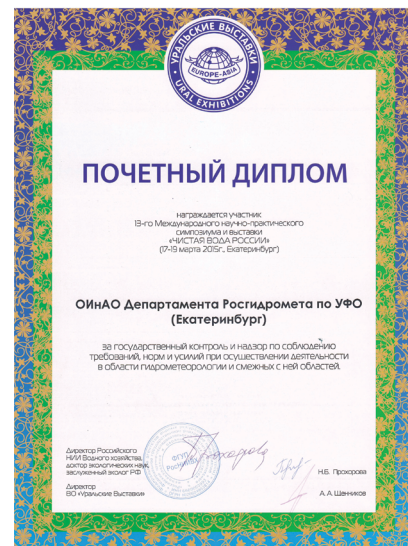 УРАЛЬСКИЕ ВЫСТАВКИ
EUROPE-ASIA
URAL EXHIBITIONS
ПОЧЕТНЫЙ ДИПЛОМ
награждается участник
13-го Международного научно-практического
симпозиума и выставки
«ЧИСТАЯ ВОДА РОССИИ»
(17-19 марта 2015г., Екатеринбург)
ОИнАО Департамента Росгидромета по УФО
(Екатеринбург)
за государственный контроль и надзор по соблюдению
требований, норм и усилий при осуществлении деятельности
в области гидрометеорологии и смежных с ней областей.
Директор Российского
НИИ Водного хозяйства,
доктор экологических наук,
заслуженный эколог РФ
Н.Б. Прохорова
Директор
ВО «Уральские Выставки»
А.А. Щенников
ФГУП